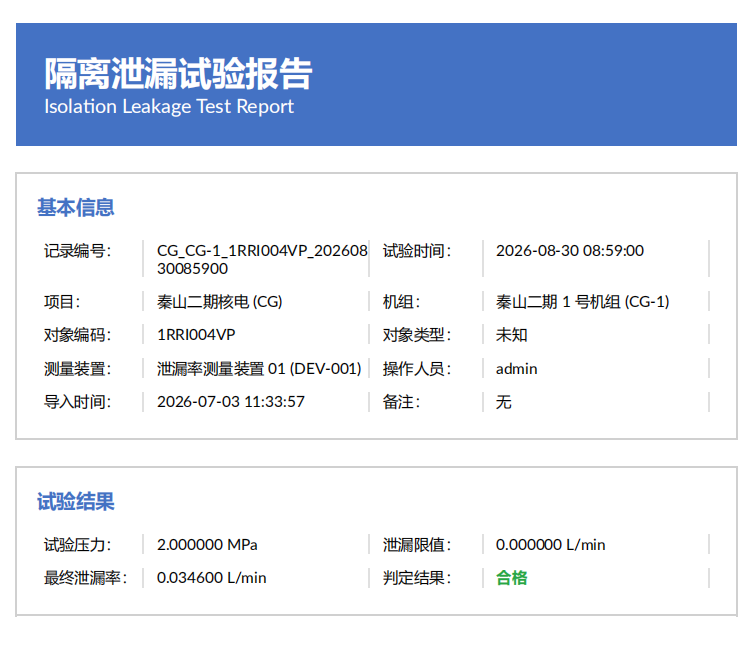 隔离泄漏试验报告
Isolation Leakage Test Report
基本信息
记录编号： CG_CG-1_1RRI004VP_202608 试验时间： 2026-08-30 08:59:00
30085900
项目： 秦山二期核电 (CG) 机组： 秦山二期 1 号机组 (CG-1)
对象编码： 1RRI004VP 对象类型： 未知
测量装置： 泄漏率测量装置 01 (DEV-001) 操作人员： admin
导入时间： 2026-07-03 11:33:57 备注： 无
试验结果
试验压力： 2.000000 MPa 泄漏限值： 0.000000 L/min
最终泄漏率： 0.034600 L/min 判定结果： 合格